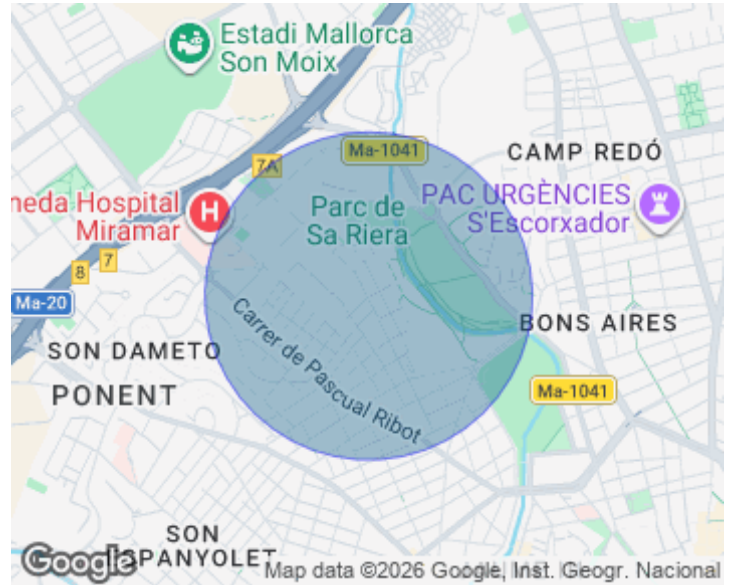 Estadi Mallorca
Son Moix
Ma-1041
7A
CAMP REDÓ
neda Hospital
Miramar
Parc de
Sa Riera
PAC URGÈNCIES
S'Escorxador
7
8
Ma-20
Carrer de Pascual Ribot
BONS AIRES
SON DAMETO
PONENT
Ma-1041
SON
ESPANYOLET
Google
Map data ©2026 Google, Inst. Geogr. Nacional